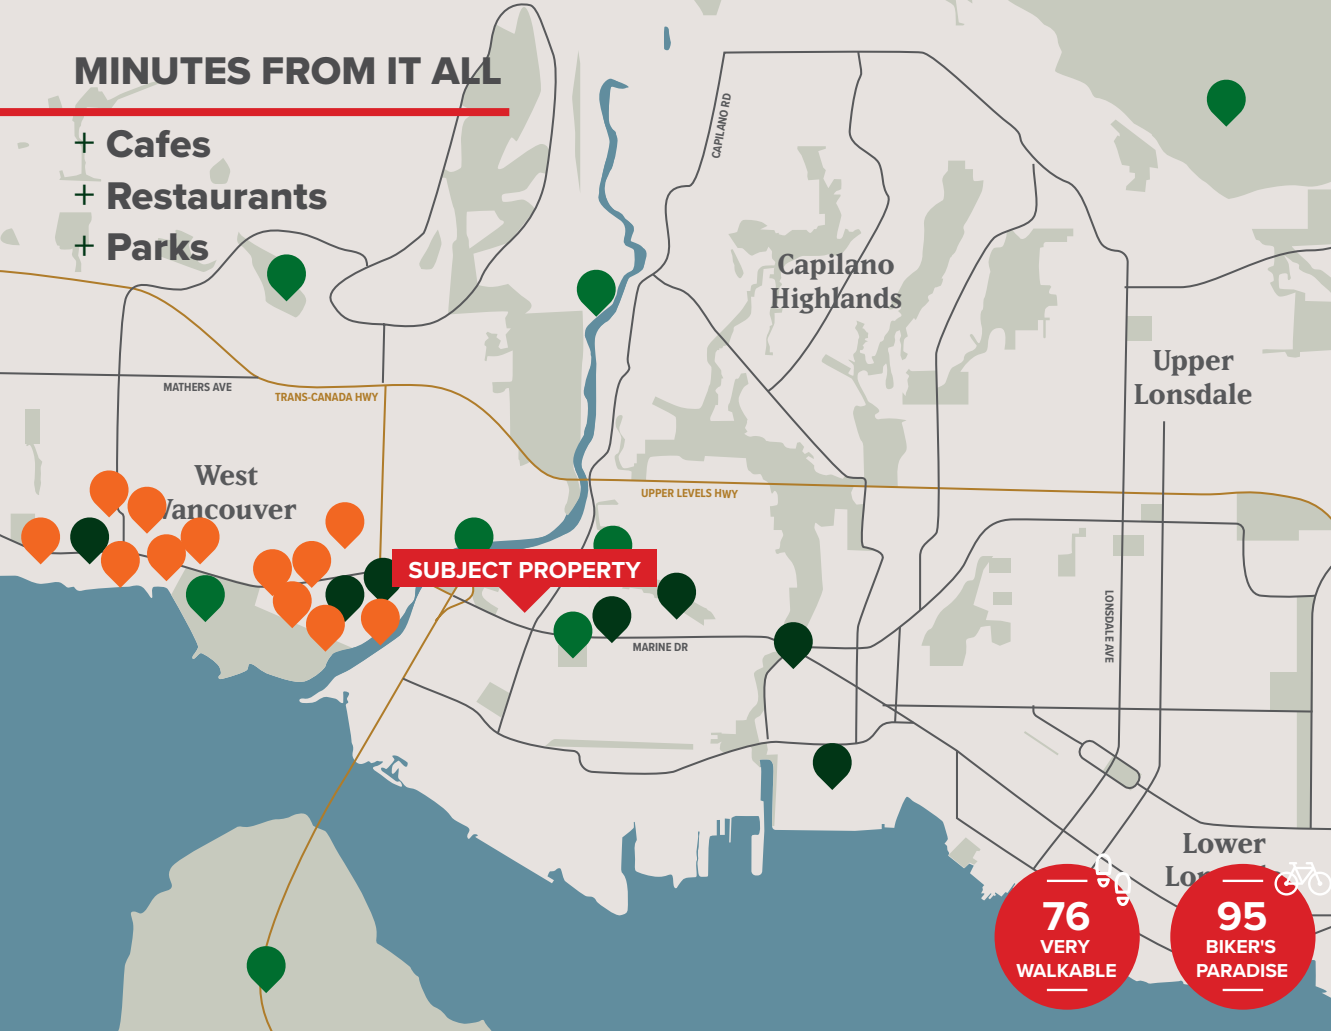 MINUTES FROM IT ALL
+ Cafes
+ Restaurants
+ Parks
CAPILANO RD
Capilano
Highlands
Upper
Lonsdale
MATHERS AVE
TRANS-CANADA HWY
West
Vancouver
UPPER LEVELS HWY
SUBJECT PROPERTY
MARINE DR
LONSDALE AVE
Lower
Lon
76
VERY
WALKABLE
95
BIKER'S
PARADISE